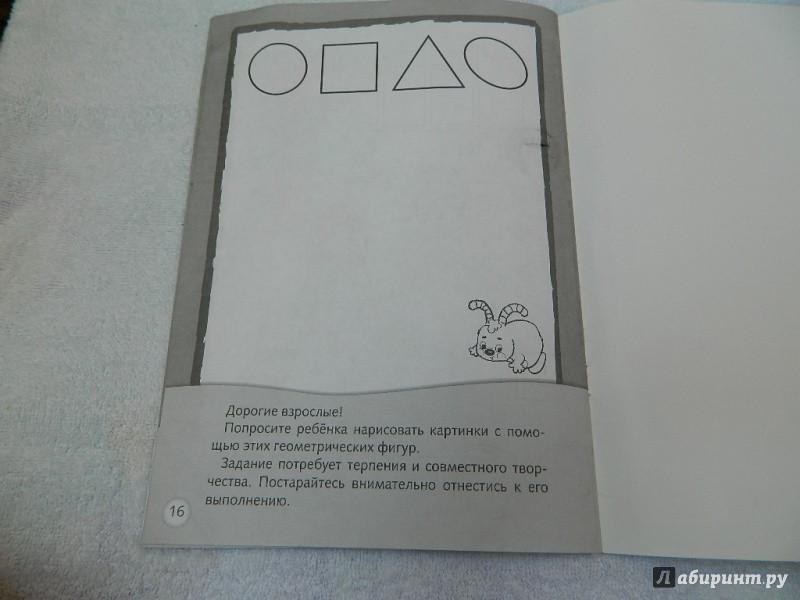 Дорогие взрослые!
Попросите ребёнка нарисовать картинки с помо-
щью этих геометрических фигур.
Задание потребует терпения и совместного твор-
чества. Постарайтесь внимательно отнестись к его
выполнению.
16
Лабиринт.ру